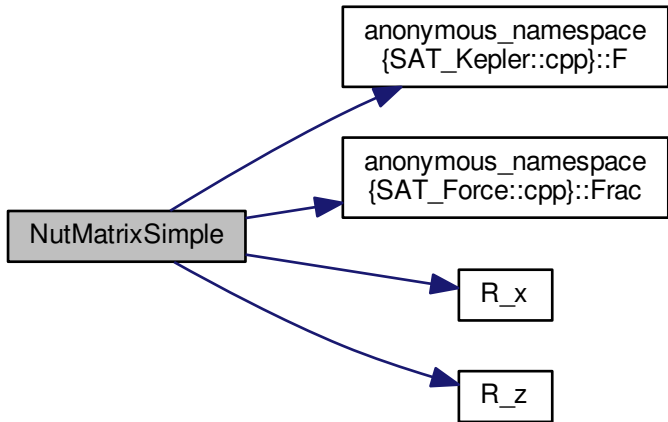 anonymous_namespace
{SAT_Kepler::cpp}::F
anonymous_namespace
{SAT_Force::cpp}::Frac
NutMatrixSimple
R_x
R_z